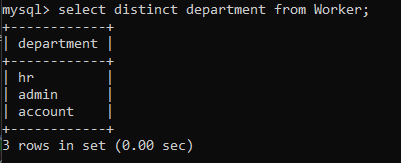 mysql> select distinct department from Worker;
+------------+
| department |
+------------+
| hr         |
| admin      |
| account    |
+------------+
3 rows in set (0.00 sec)